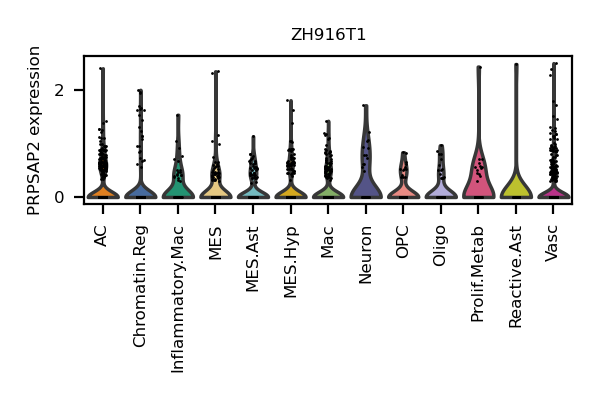 ZH916T1
PRPSAP2 expression
2
0
AC
Chromatin.Reg
Inflammatory.Mac
MES
MES.Ast
MES.Hyp
Mac
Neuron
OPC
Oligo
Prolif.Metab
Reactive.Ast
Vasc